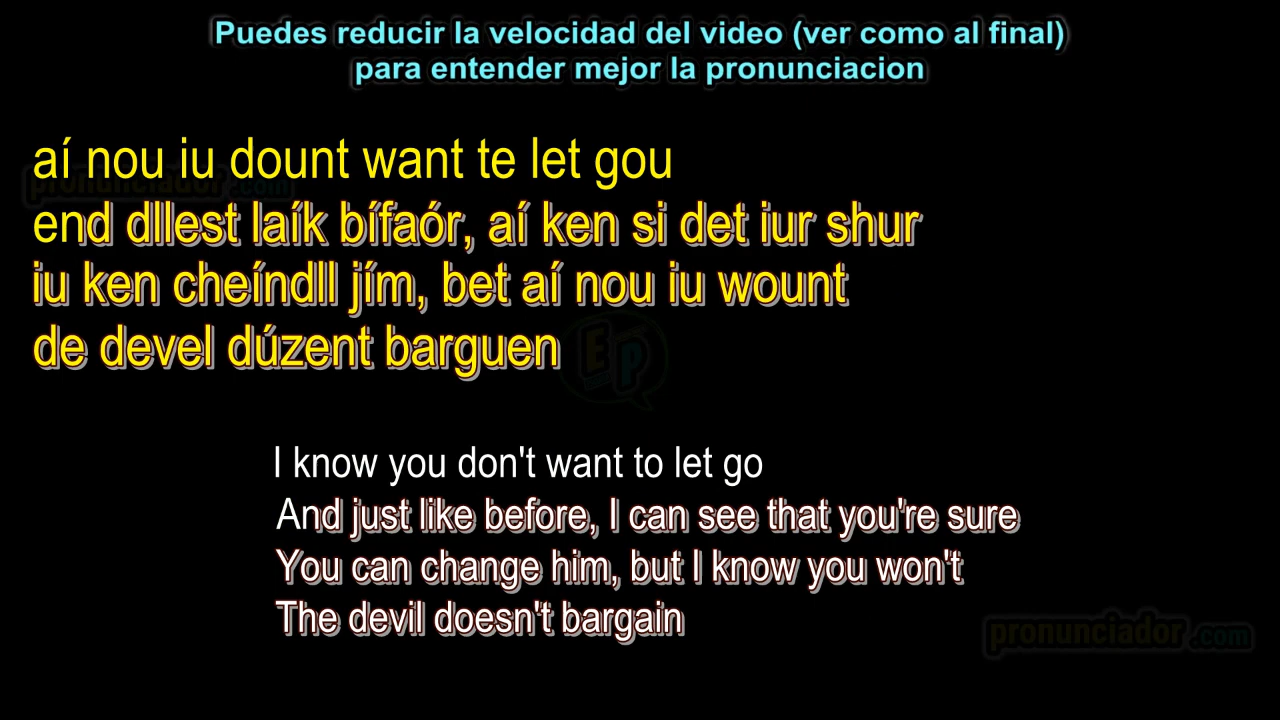 Puedes reducir la velocidad del video (ver como al final)
para entender mejor la pronunciacion
aí nou iu dount want te let gou
pronunciador.com
end dllest laík bífaór, aí ken si det iur shur
iu ken cheíndll jím, bet aí nou iu wount
de devel dúzent barguen
EP
I know you don't want to let go
And just like before, I can see that you're sure
You can change him, but I know you won't
The devil doesn't bargain
pronunciador.com